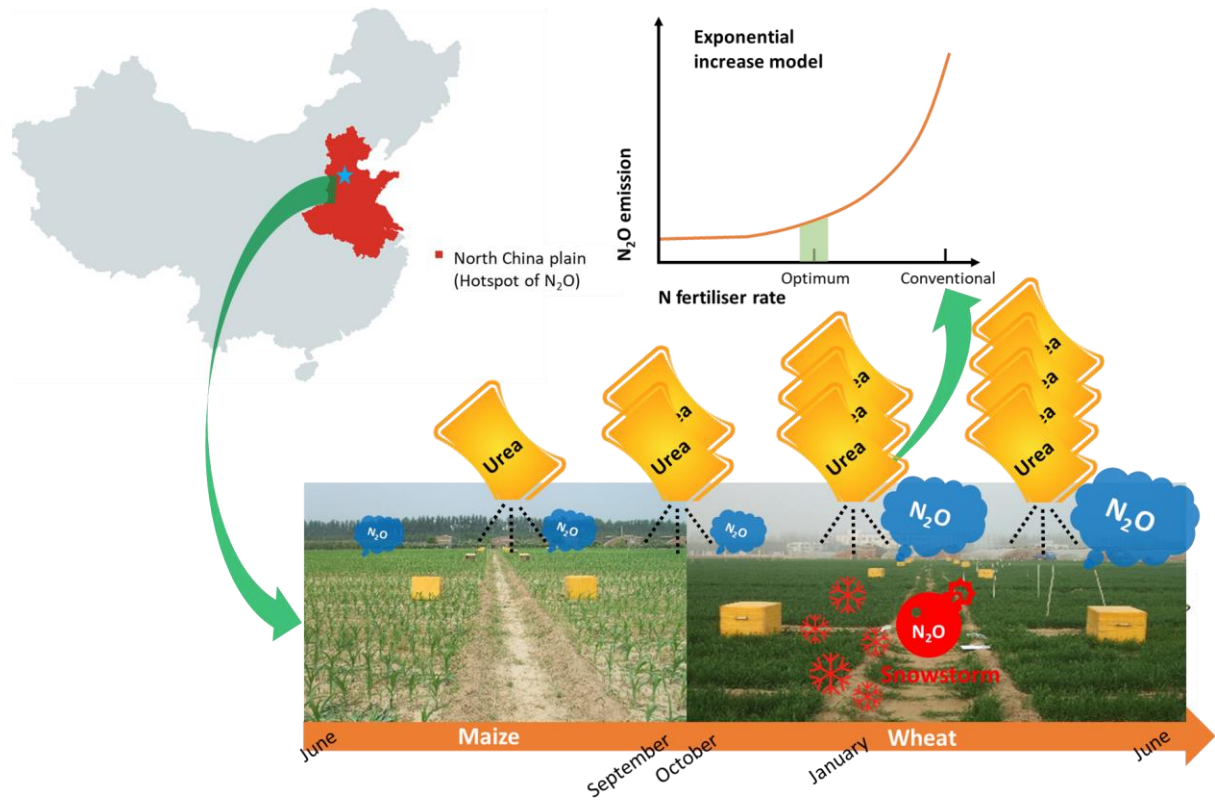 Exponential
increase model
N₂O emission
Optimum
Conventional
N fertiliser rate
North China plain
(Hotspot of N₂O)
Urea
Urea
Urea
Urea
N₂O
N₂O
N₂O
N₂O
N₂O
N₂O
Snowstorm
Maize
Wheat
June
September
October
January
June